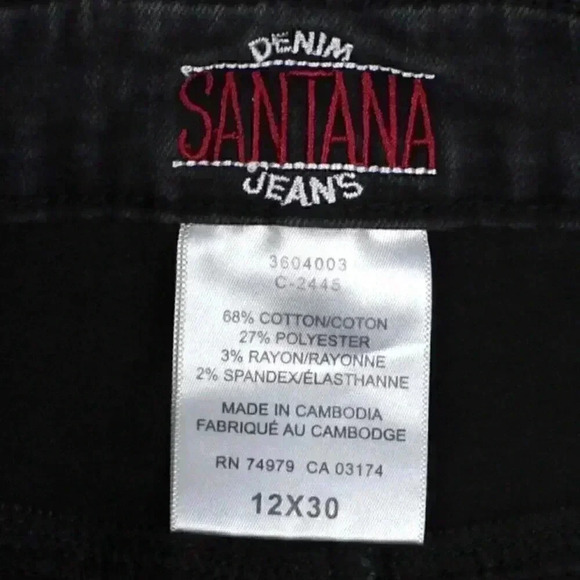 DENIM
SANTANA
JEANS
3604003
C-2445
68% COTTON/COTON
27% POLYESTER
3% RAYON/RAYONNE
2% SPANDEX/ÉLASTHANNE
MADE IN CAMBODIA
FABRIQUÉ AU CAMBODGE
RN 74979 CA 03174
12X30